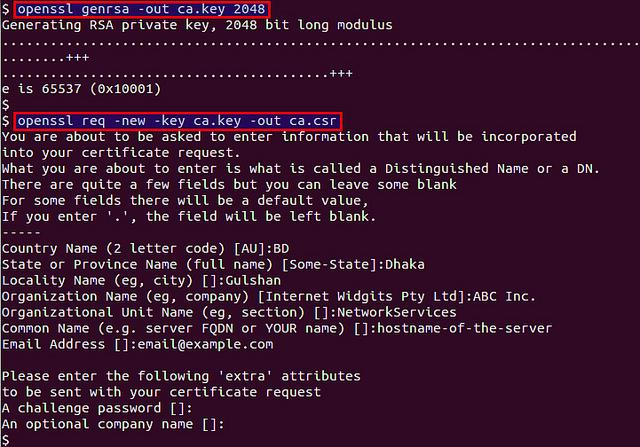 $ openssl genrsa -out ca.key 2048
Generating RSA private key, 2048 bit long modulus
..............................................................................
........+++
........................................+++
e is 65537 (0x10001)
$
$ openssl req -new -key ca.key -out ca.csr
You are about to be asked to enter information that will be incorporated
into your certificate request.
What you are about to enter is what is called a Distinguished Name or a DN.
There are quite a few fields but you can leave some blank
For some fields there will be a default value,
If you enter '.', the field will be left blank.
-----
Country Name (2 letter code) [AU]:BD
State or Province Name (full name) [Some-State]:Dhaka
Locality Name (eg, city) []:Gulshan
Organization Name (eg, company) [Internet Widgits Pty Ltd]:ABC Inc.
Organizational Unit Name (eg, section) []:NetworkServices
Common Name (e.g. server FQDN or YOUR name) []:hostname-of-the-server
Email Address []:email@example.com
Please enter the following 'extra' attributes
to be sent with your certificate request
A challenge password []:
An optional company name []:
$